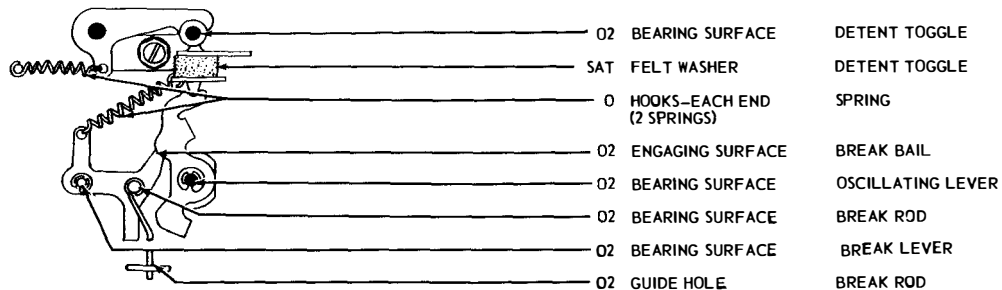 O2 BEARING SURFACE DETENT TOGGLE
SAT FELT WASHER DETENT TOGGLE
O HOOKS-EACH END SPRING
(2 SPRINGS)
O2 ENGAGING SURFACE BREAK BAIL
O2 BEARING SURFACE OSCILLATING LEVER
O2 BEARING SURFACE BREAK ROD
O2 BEARING SURFACE BREAK LEVER
O2 GUIDE HOLE BREAK ROD